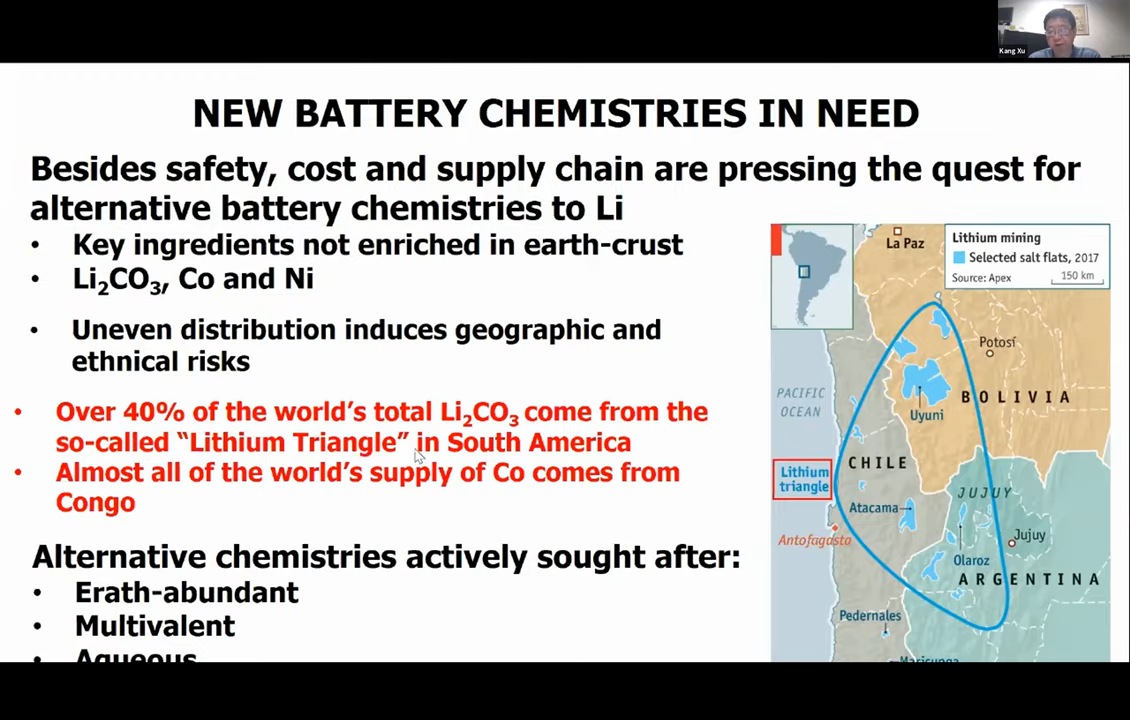 Kang Xu
NEW BATTERY CHEMISTRIES IN NEED
Besides safety, cost and supply chain are pressing the quest for
alternative battery chemistries to Li
• Key ingredients not enriched in earth-crust
• Li₂CO₃, Co and Ni
• Uneven distribution induces geographic and
ethnical risks
• Over 40% of the world's total Li₂CO₃ come from the
so-called “Lithium Triangle” in South America
• Almost all of the world's supply of Co comes from
Congo
Alternative chemistries actively sought after:
• Erath-abundant
• Multivalent
• Aqueous
La Paz
Lithium mining
Selected salt flats, 2017
Source: Apex
150 km
Potosí
PACIFIC
OCEAN
BOLIVIA
Uyuni
CHILE
Lithium
triangle
JUJUY
Atacama
Jujuy
Antofagasta
Olaroz
ARGENTINA
Pedernales
Maricunga